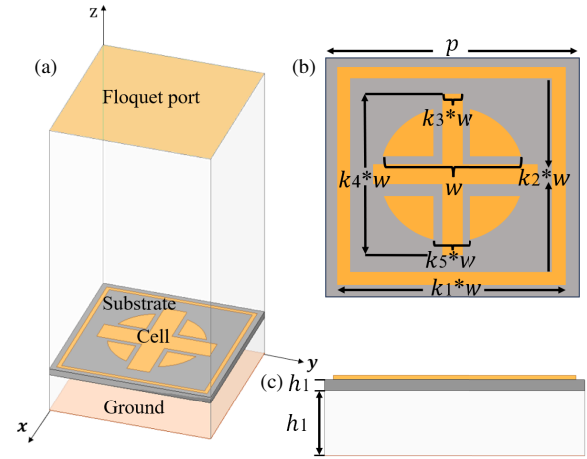 z
(a)
Floquet port
Substrate
Cell
Ground
x
y
(b)
p
k3*w
k4*w
w
k2*w
k5*w
k1*w
(c)
h1
h1